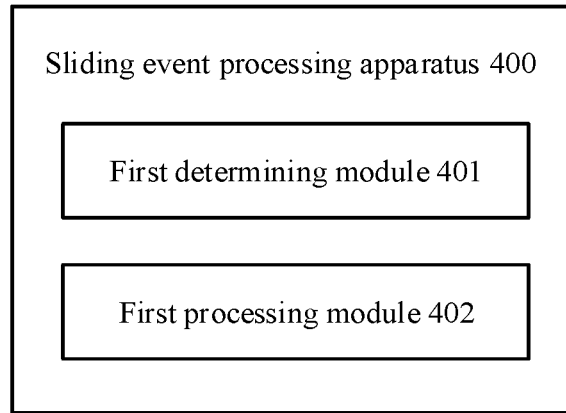 Sliding event processing apparatus 400
First determining module 401
First processing module 402